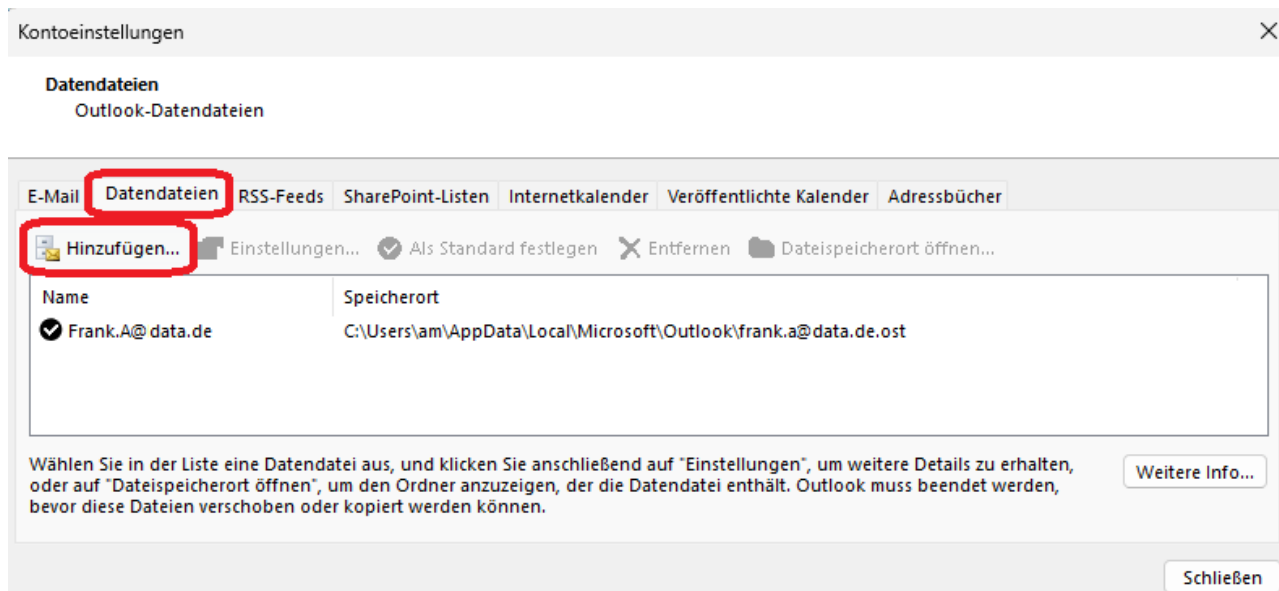 Kontoeinstellungen
Datendateien
Outlook-Datendateien
E-Mail Datendateien RSS-Feeds SharePoint-Listen Internetkalender Veröffentlichte Kalender Adressbücher
Hinzufügen... Einstellungen... Als Standard festlegen Entfernen Dateispeicherort öffnen...
Name Speicherort
Frank.A@data.de C:\Users\am\AppData\Local\Microsoft\Outlook\frank.a@data.de.ost
Wählen Sie in der Liste eine Datendatei aus, und klicken Sie anschließend auf "Einstellungen", um weitere Details zu erhalten,
oder auf "Dateispeicherort öffnen", um den Ordner anzuzeigen, der die Datendatei enthält. Outlook muss beendet werden,
bevor diese Dateien verschoben oder kopiert werden können.
Weitere Info...
Schließen